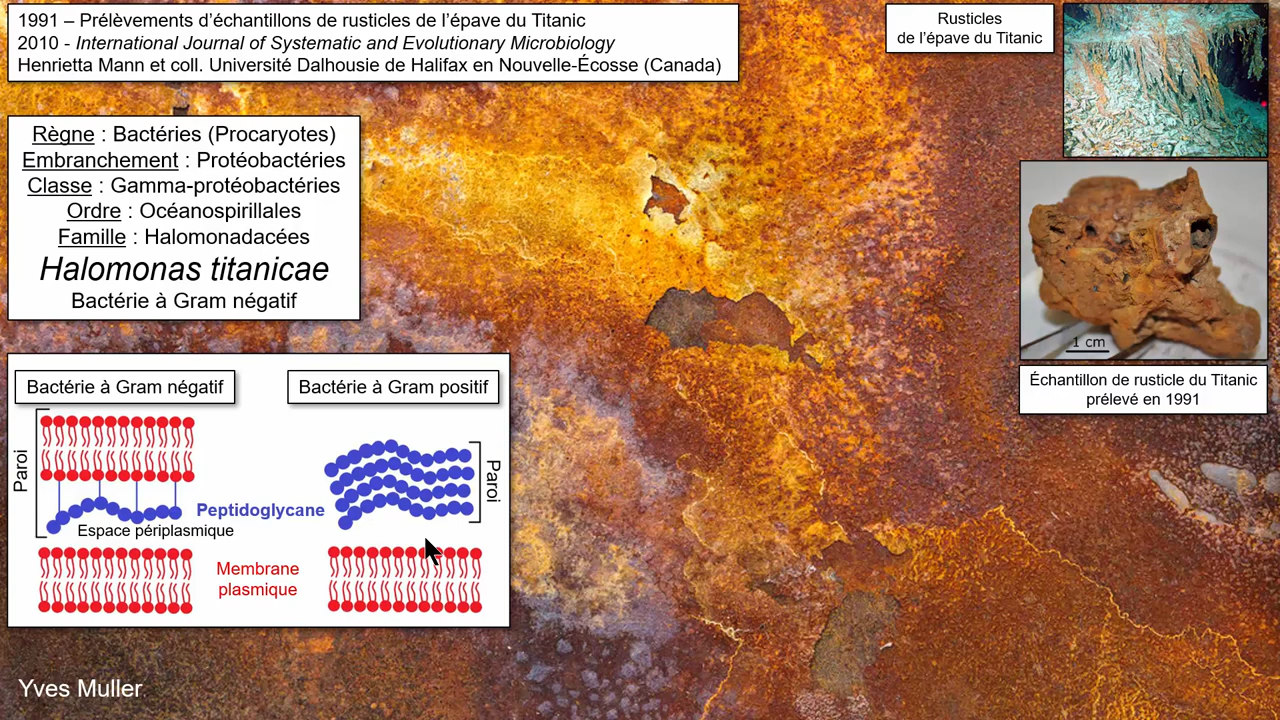 1991 – Prélèvements d’échantillons de rusticles de l’épave du Titanic
2010 - International Journal of Systematic and Evolutionary Microbiology
Henrietta Mann et coll. Université Dalhousie de Halifax en Nouvelle-Écosse (Canada)
Rusticles
de l’épave du Titanic
Règne : Bactéries (Procaryotes)
Embranchement : Protéobactéries
Classe : Gamma-protéobactéries
Ordre : Océanospirillales
Famille : Halomonadacées
Halomonas titanicae
Bactérie à Gram négatif
1 cm
Échantillon de rusticle du Titanic
prélevé en 1991
Bactérie à Gram négatif
Bactérie à Gram positif
Paroi
Paroi
Peptidoglycane
Espace périplasmique
Membrane
plasmique
Yves Muller